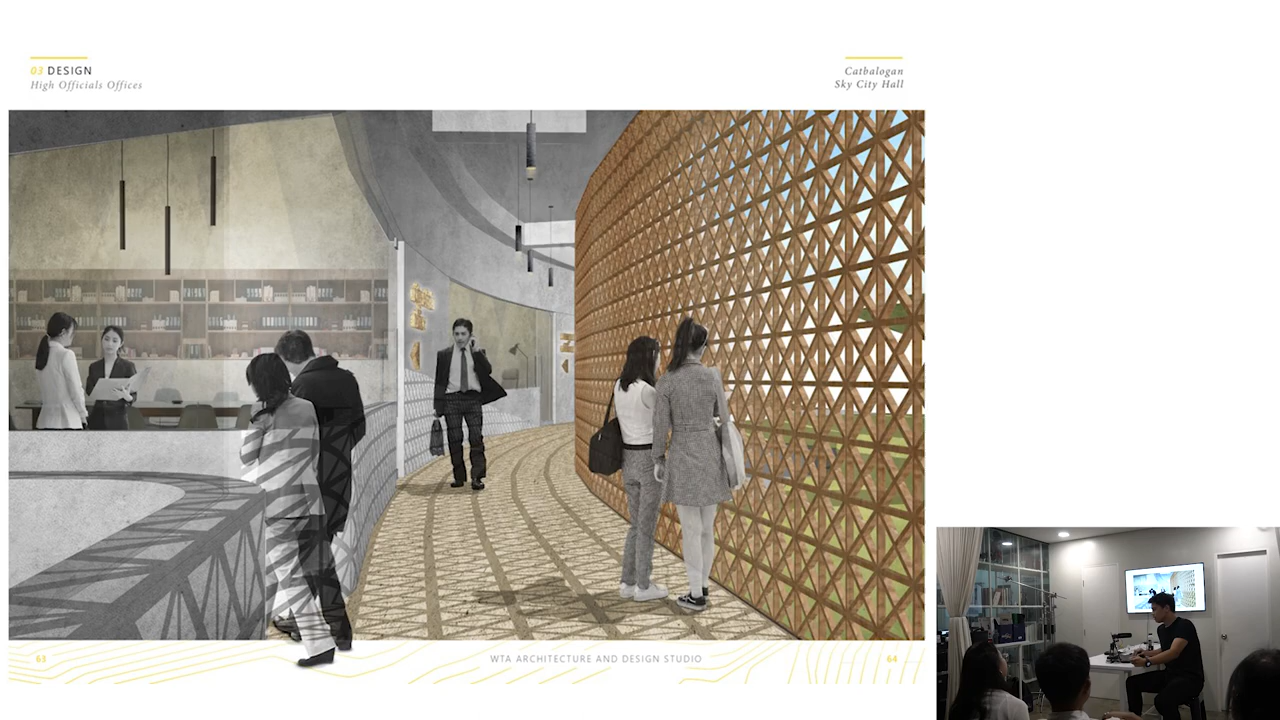 03 DESIGN
High Officials Offices
Catbalogan
Sky City Hall
63
WTA ARCHITECTURE AND DESIGN STUDIO
64